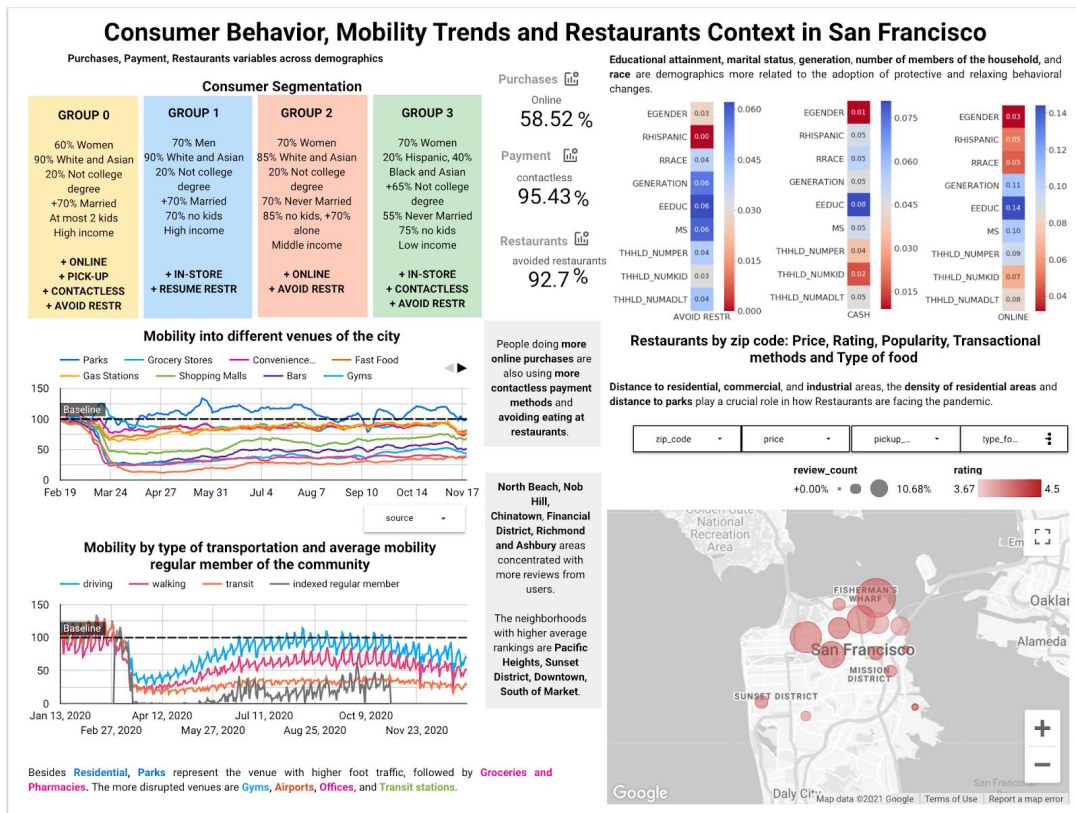 Consumer Behavior, Mobility Trends and Restaurants Context in San Francisco
Purchases, Payment, Restaurants variables across demographics
Consumer Segmentation
GROUP 0
60% Women
90% White and Asian
20% Not college
degree
+70% Married
At most 2 kids
High income
+ ONLINE
+ PICK-UP
+ CONTACTLESS
+ AVOID RESTR
GROUP 1
70% Men
90% White and Asian
20% Not college
degree
+70% Married
70% no kids
High income
+ IN-STORE
+ RESUME RESTR
GROUP 2
70% Women
85% White and Asian
20% Not college
degree
70% Never Married
85% no kids, +70%
alone
Middle income
+ ONLINE
+ AVOID RESTR
GROUP 3
70% Women
20% Hispanic, 40%
Black and Asian
+65% Not college
degree
55% Never Married
75% no kids
Low income
+ IN-STORE
+ CONTACTLESS
+ AVOID RESTR
Purchases
Online
58.52 %
Payment
contactless
95.43 %
Restaurants
avoided restaurants
92.7 %
Educational attainment, marital status, generation, number of members of the household, and
race are demographics more related to the adoption of protective and relaxing behavioral
changes.
EGENDER 0.03
RHISPANIC 0.00
RRACE 0.04
GENERATION 0.06
EEDUC 0.06
MS 0.06
THHLD_NUMPER 0.04
THHLD_NUMKID 0.03
THHLD_NUMADLT 0.04
AVOID RESTR
0.060
0.045
0.030
0.015
0.000
EGENDER 0.01
RHISPANIC 0.05
RRACE 0.05
GENERATION 0.05
EEDUC 0.08
MS 0.05
THHLD_NUMPER 0.04
THHLD_NUMKID 0.02
THHLD_NUMADLT 0.05
CASH
0.075
0.060
0.045
0.030
0.015
EGENDER 0.03
RHISPANIC 0.05
RRACE 0.05
GENERATION 0.11
EEDUC 0.14
MS 0.10
THHLD_NUMPER 0.09
THHLD_NUMKID 0.07
THHLD_NUMADLT 0.08
ONLINE
0.14
0.12
0.10
0.08
0.06
0.04
Mobility into different venues of the city
Parks Grocery Stores Convenience... Fast Food
Gas Stations Shopping Malls Bars Gyms
150
100
50
0
Baseline
Feb 19 Mar 24 Apr 27 May 31 Jul 4 Aug 7 Sep 10 Oct 14 Nov 17
source
Mobility by type of transportation and average mobility
regular member of the community
driving walking transit indexed regular member
150
100
50
0
Baseline
Jan 13, 2020 Apr 12, 2020 Jul 11, 2020 Oct 9, 2020
Feb 27, 2020 May 27, 2020 Aug 25, 2020 Nov 23, 2020
Besides Residential, Parks represent the venue with higher foot traffic, followed by Groceries and
Pharmacies. The more disrupted venues are Gyms, Airports, Offices, and Transit stations.
People doing more
online purchases are
also using more
contactless payment
methods and
avoiding eating at
restaurants.
North Beach, Nob
Hill,
Chinatown, Financial
District, Richmond
and Ashbury areas
concentrated with
more reviews from
users.
The neighborhoods
with higher average
rankings are Pacific
Heights, Sunset
District, Downtown,
South of Market.
Restaurants by zip code: Price, Rating, Popularity, Transactional
methods and Type of food
Distance to residential, commercial, and industrial areas, the density of residential areas and
distance to parks play a crucial role in how Restaurants are facing the pandemic.
zip_code price pickup_... type_fo...
review_count
+0.00% 10.68%
rating
3.67 4.5
Golden Gate
National
Recreation
Area
Em
FISHERMAN'S
WHARF
Oaklar
Alameda
San Francisco
MISSION
DISTRICT
SUNSET DISTRICT
Daly City
San Francisco
Google
Map data ©2021 Google Terms of Use Report a map error